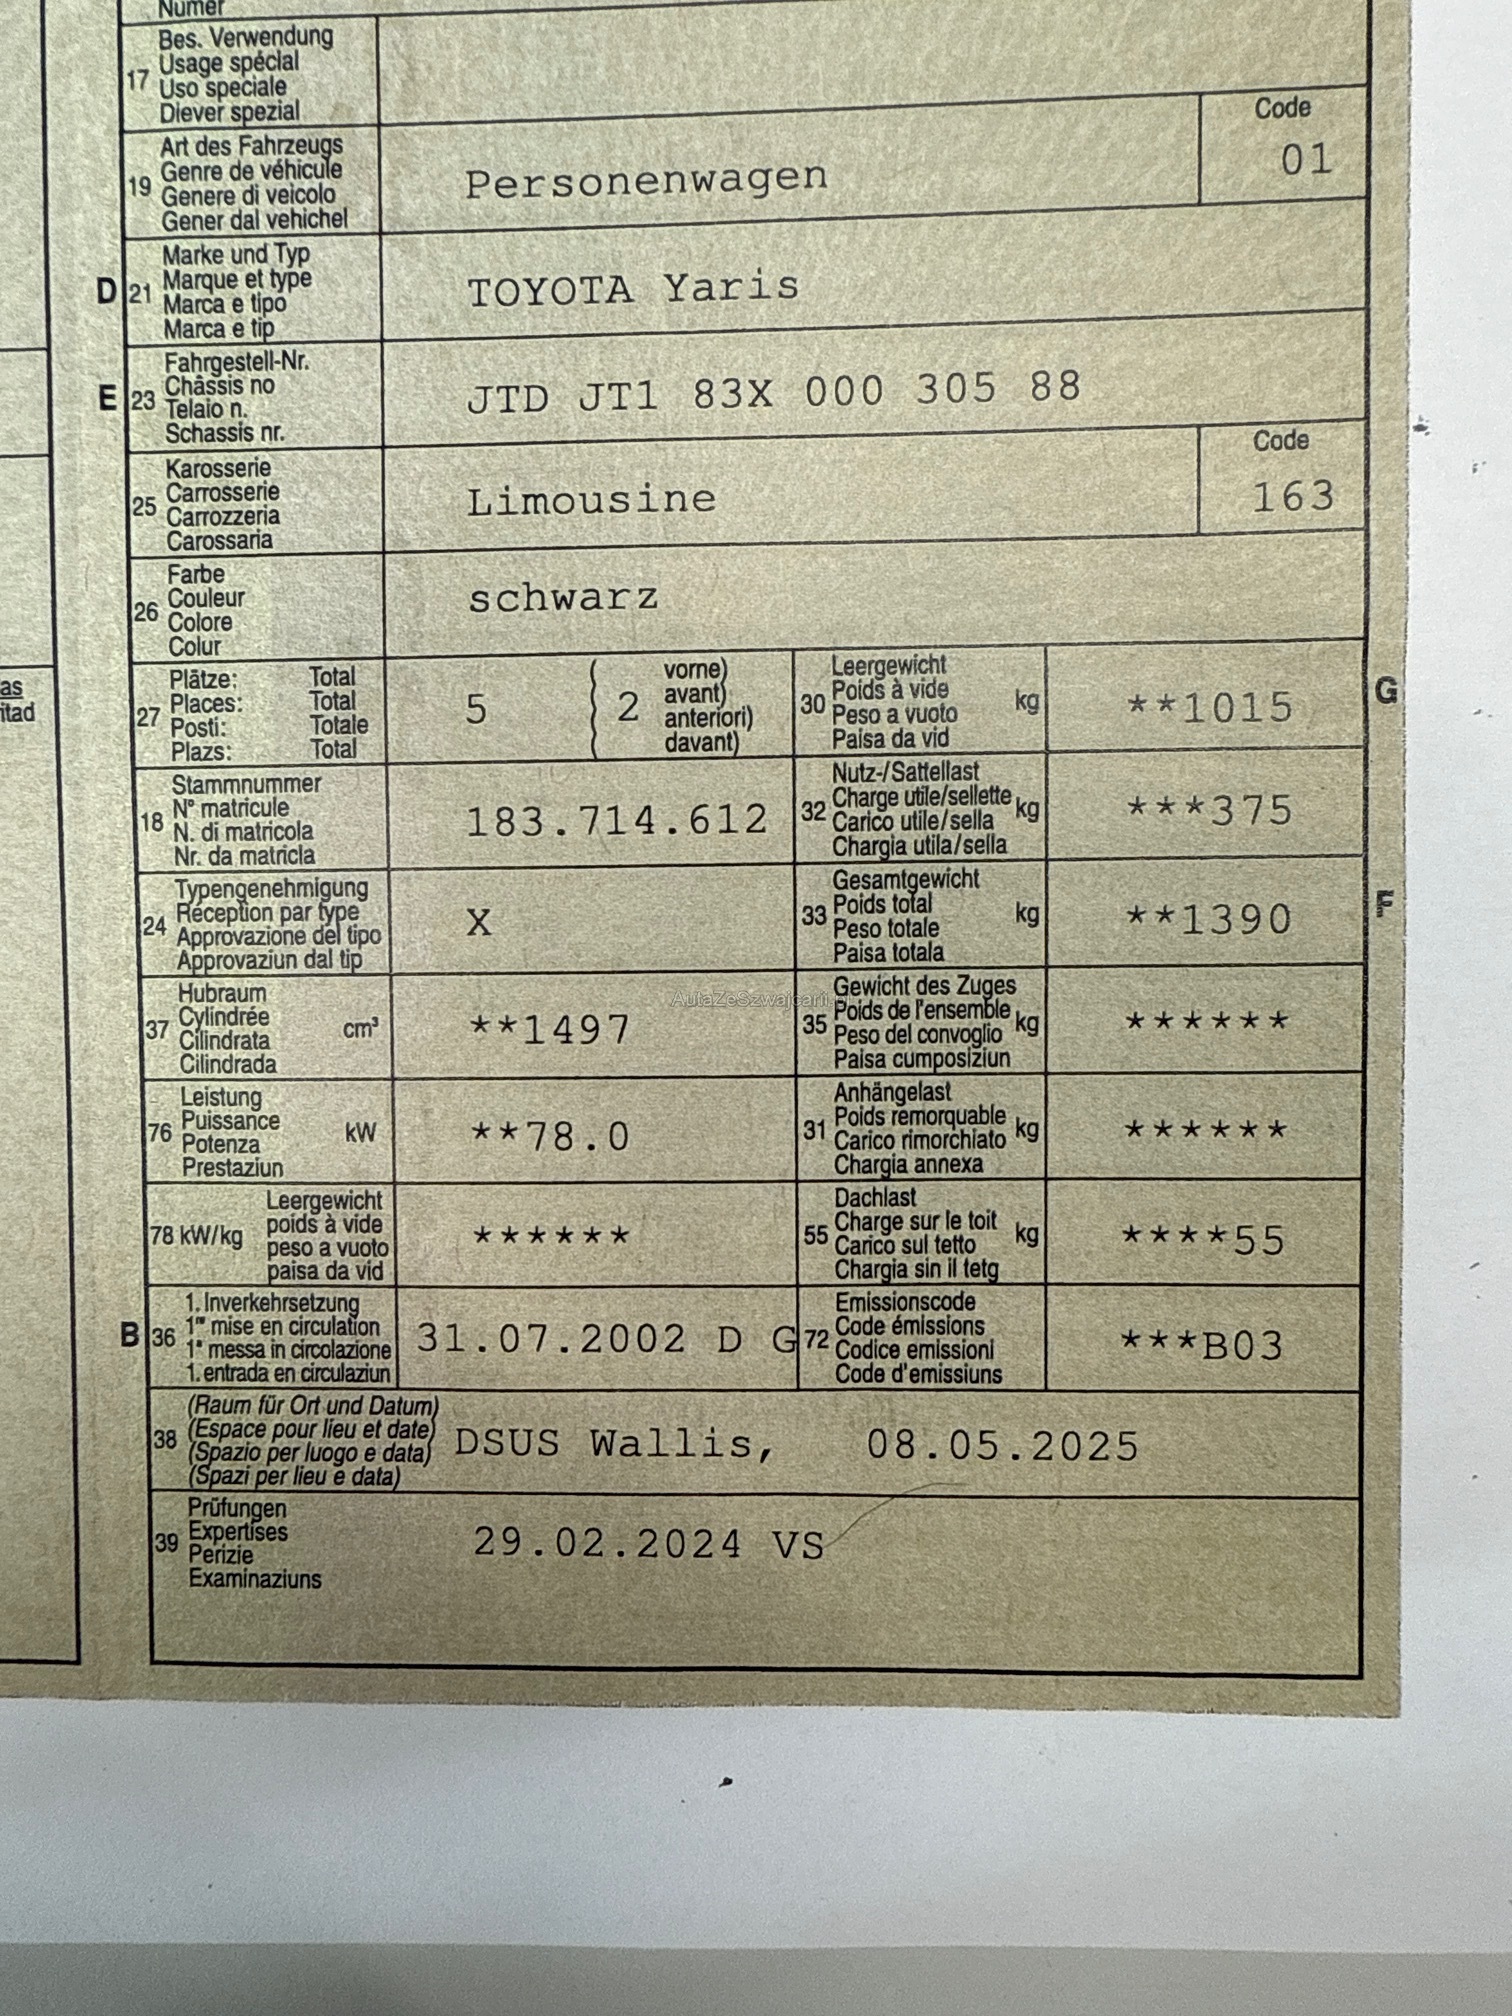 Numer
Bes. Verwendung
17 Usage spécial
Uso speciale
Diever spezial
Code
19 Art des Fahrzeugs
Genre de véhicule
Genere di veicolo
Gener dal vehichel
Personenwagen
01
D 21 Marke und Typ
Marque et type
Marca e tipo
Marca e tip
TOYOTA Yaris
E 23 Fahrgestell-Nr.
Châssis no
Telaio n.
Schassis nr.
JTD JT1 83X 000 305 88
Code
25 Karosserie
Carrosserie
Carrozzeria
Carossaria
Limousine
163
26 Farbe
Couleur
Colore
Colur
schwarz
27 Plätze: Total
Places: Total
Posti: Totale
Plazs: Total
5 2 vorne)
avant)
anteriori)
davant)
30 Leergewicht
Poids à vide
Peso a vuoto
Paisa da vid
kg
**1015
G
as
itad
18 Stammnummer
N° matricule
N. di matricola
Nr. da matricla
183.714.612
32 Nutz-/Sattellast
Charge utile/sellette
Carico utile/sella
Chargia utila/sella
kg
***375
24 Typengenehmigung
Réception par type
Approvazione del tipo
Approvaziun dal tip
X
33 Gesamtgewicht
Poids total
Peso totale
Paisa totala
kg
**1390
37 Hubraum
Cylindrée
Cilindrata
Cilindrada
cm³
**1497
35 Gewicht des Zuges
Poids de l'ensemble
Peso del convoglio
Paisa cumposiziun
kg
******
AutaZeSzwajcarii.pl
76 Leistung
Puissance
Potenza
Prestaziun
kW
**78.0
31 Anhängelast
Poids remorquable
Carico rimorchiato
Chargia annexa
kg
******
78 kW/kg Leergewicht
poids à vide
peso a vuoto
paisa da vid
******
55 Dachlast
Charge sur le toit
Carico sul tetto
Chargia sin il tetg
kg
****55
B 36 1. Inverkehrsetzung
1re mise en circulation
1a messa in circolazione
1. entrada en circulaziun
31.07.2002 D G
72 Emissionscode
Code émissions
Codice emissioni
Code d'emissiuns
***B03
38 (Raum für Ort und Datum)
(Espace pour lieu et date)
(Spazio per luogo e data)
(Spazi per lieu e data)
DSUS Wallis, 08.05.2025
39 Prüfungen
Expertises
Perizie
Examinaziuns
29.02.2024 VS